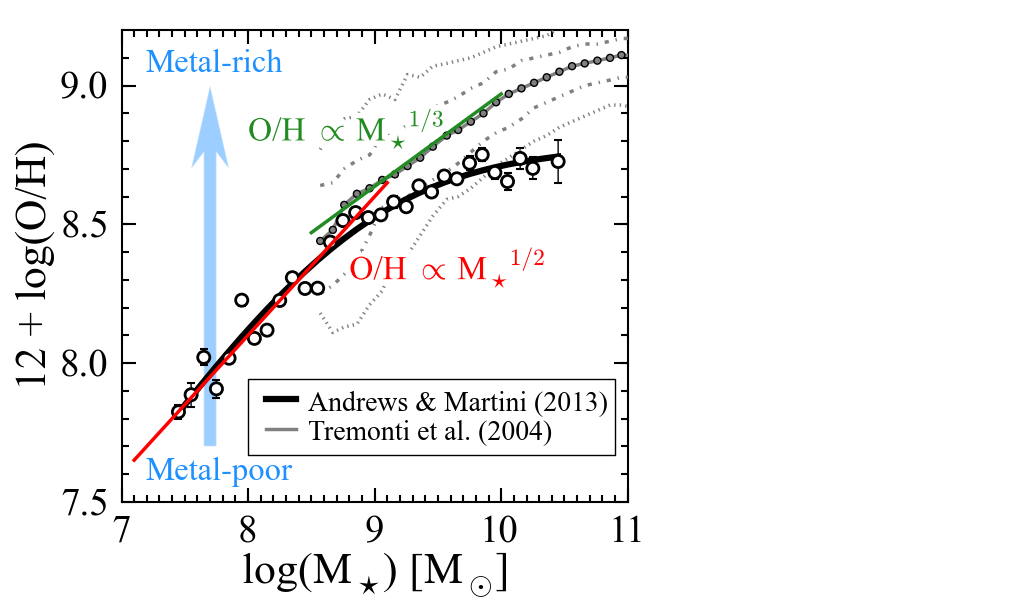 Metal-rich
O/H ∝ M⋆^1/3
O/H ∝ M⋆^1/2
Andrews & Martini (2013)
Tremonti et al. (2004)
Metal-poor
12 + log(O/H)
9.0
8.5
8.0
7.5
7 8 9 10 11
log(M⋆) [M⊙]